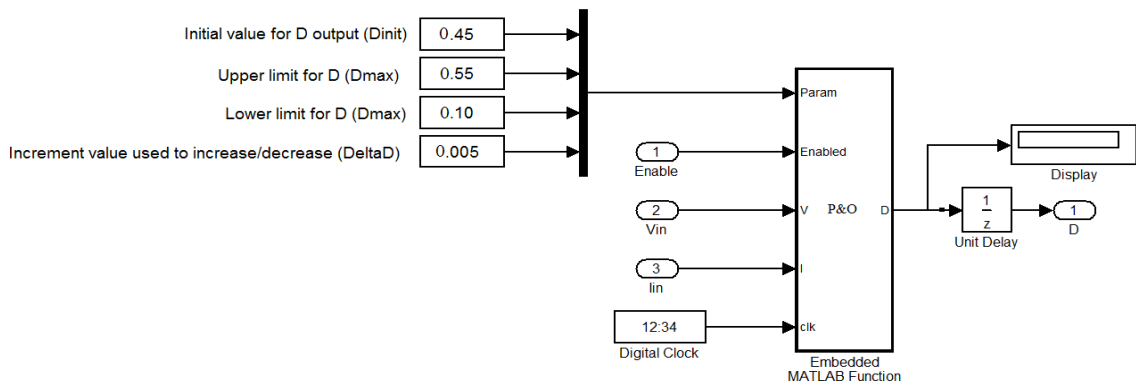 Initial value for D output (Dinit)
0.45
Upper limit for D (Dmax)
0.55
Lower limit for D (Dmax)
0.10
Increment value used to increase/decrease (DeltaD)
0.005
Param
1
Enable
Enabled
2
Vin
V
P&O
D
3
Iin
I
12:34
Digital Clock
clk
Embedded
MATLAB Function
Display
1
z
Unit Delay
1
D